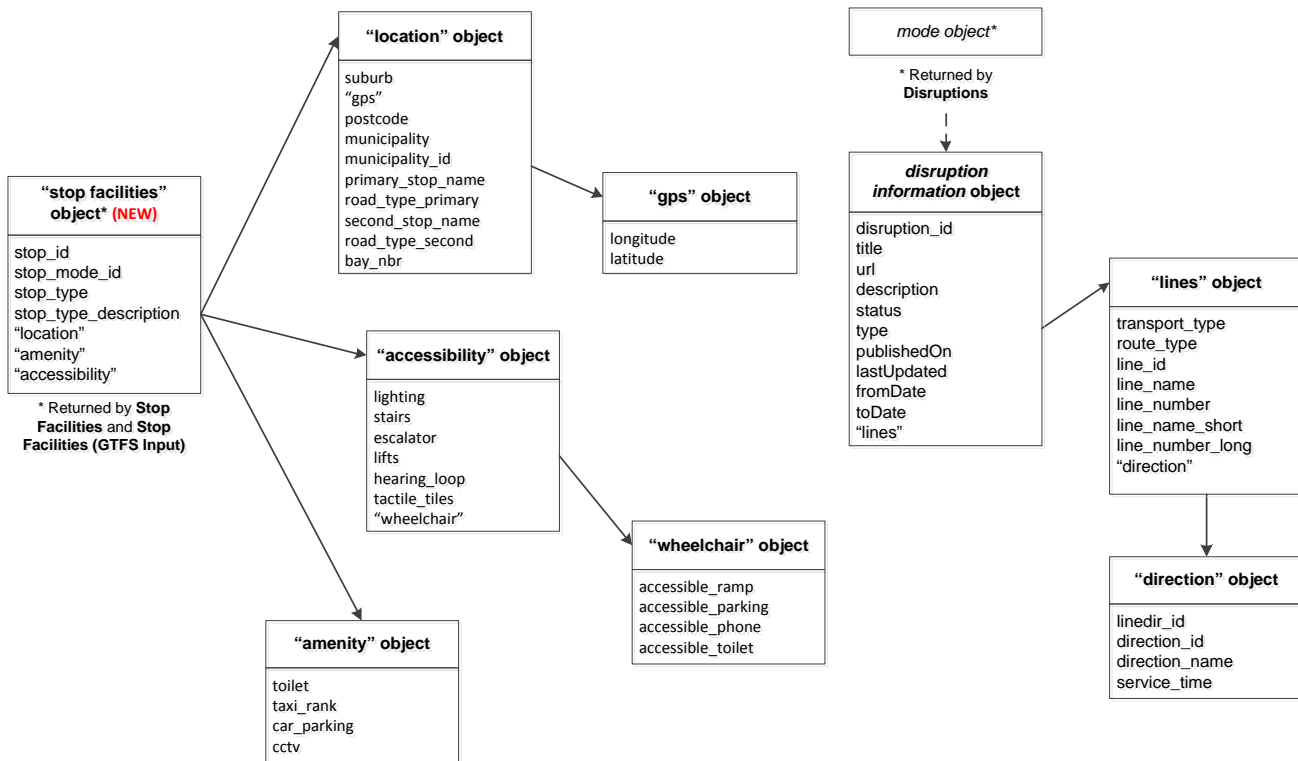 “location” object
suburb
“gps”
postcode
municipality
municipality_id
primary_stop_name
road_type_primary
second_stop_name
road_type_second
bay_nbr
mode object*
* Returned by
Disruptions
“stop facilities”
object* (NEW)
stop_id
stop_mode_id
stop_type
stop_type_description
“location”
“amenity”
“accessibility”
* Returned by Stop
Facilities and Stop
Facilities (GTFS Input)
“gps” object
longitude
latitude
disruption
information object
disruption_id
title
url
description
status
type
publishedOn
lastUpdated
fromDate
toDate
“lines”
“lines” object
transport_type
route_type
line_id
line_name
line_number
line_name_short
line_number_long
“direction”
“accessibility” object
lighting
stairs
escalator
lifts
hearing_loop
tactile_tiles
“wheelchair”
“wheelchair” object
accessible_ramp
accessible_parking
accessible_phone
accessible_toilet
“direction” object
linedir_id
direction_id
direction_name
service_time
“amenity” object
toilet
taxi_rank
car_parking
cctv